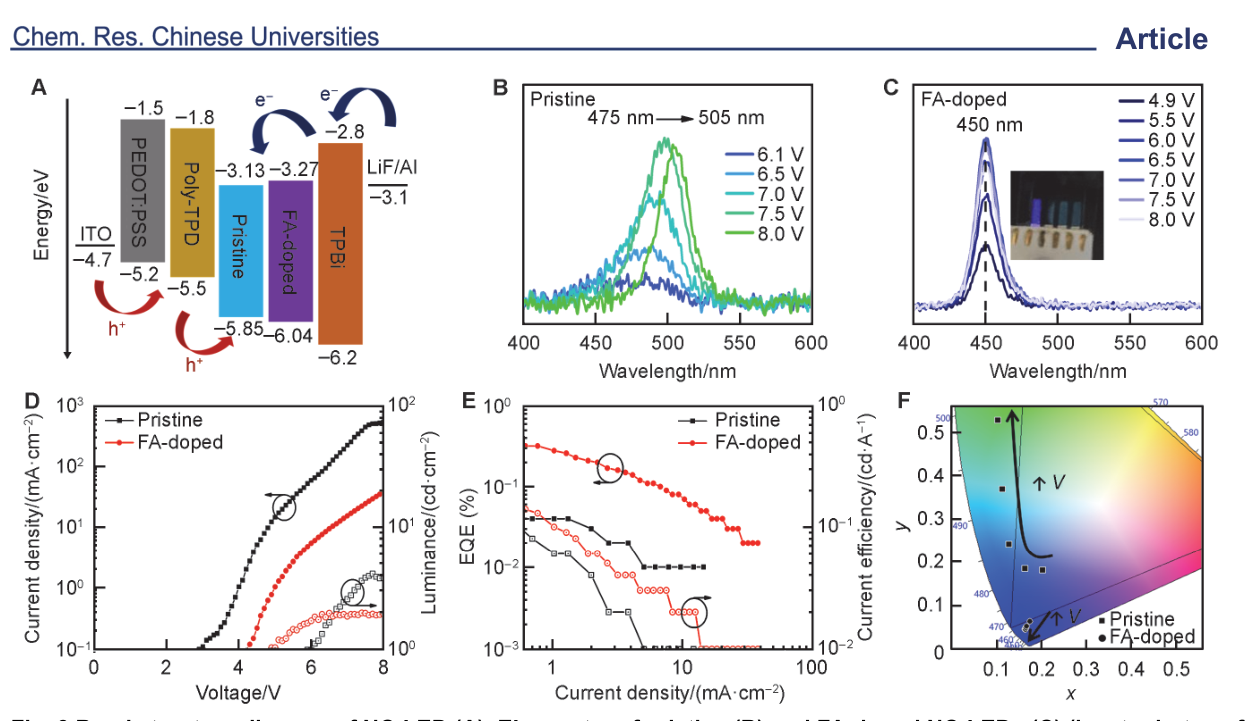 Chem. Res. Chinese Universities
Article
A
Energy/eV
ITO
−4.7
−1.5
PEDOT:PSS
−5.2
−1.8
Poly-TPD
−5.5
−3.13
Pristine
−5.85
−3.27
FA-doped
−6.04
−2.8
TPBi
−6.2
LiF/Al
−3.1
e⁻
e⁻
h⁺
h⁺
B
Pristine
475 nm → 505 nm
6.1 V
6.5 V
7.0 V
7.5 V
8.0 V
400 450 500 550 600
Wavelength/nm
C
FA-doped
450 nm
4.9 V
5.5 V
6.0 V
6.5 V
7.0 V
7.5 V
8.0 V
400 450 500 550 600
Wavelength/nm
D
Pristine
FA-doped
Current density/(mA·cm⁻²)
10³
10²
10¹
10⁰
10⁻¹
0 2 4 6 8
Voltage/V
10²
10¹
10⁰
Luminance/(cd·cm⁻²)
E
Pristine
FA-doped
EQE (%)
10⁰
10⁻¹
10⁻²
10⁻³
1 10 100
Current density/(mA·cm⁻²)
10⁰
10⁻¹
10⁻²
Current efficiency/(cd·A⁻¹)
F
y
0.5
0.4
0.3
0.2
0.1
0
0.1 0.2 0.3 0.4 0.5
x
500
490
480
470
460
570
580
↑ V
↑ V
Pristine
FA-doped